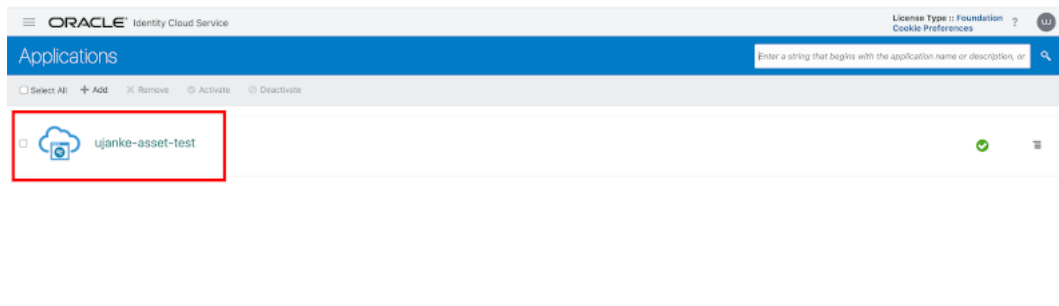 ORACLE® Identity Cloud Service
License Type :: Foundation
Cookie Preferences
?
Applications
Enter a string that begins with the application name or description, or
Select All + Add Remove Activate Deactivate
ujanke-asset-test